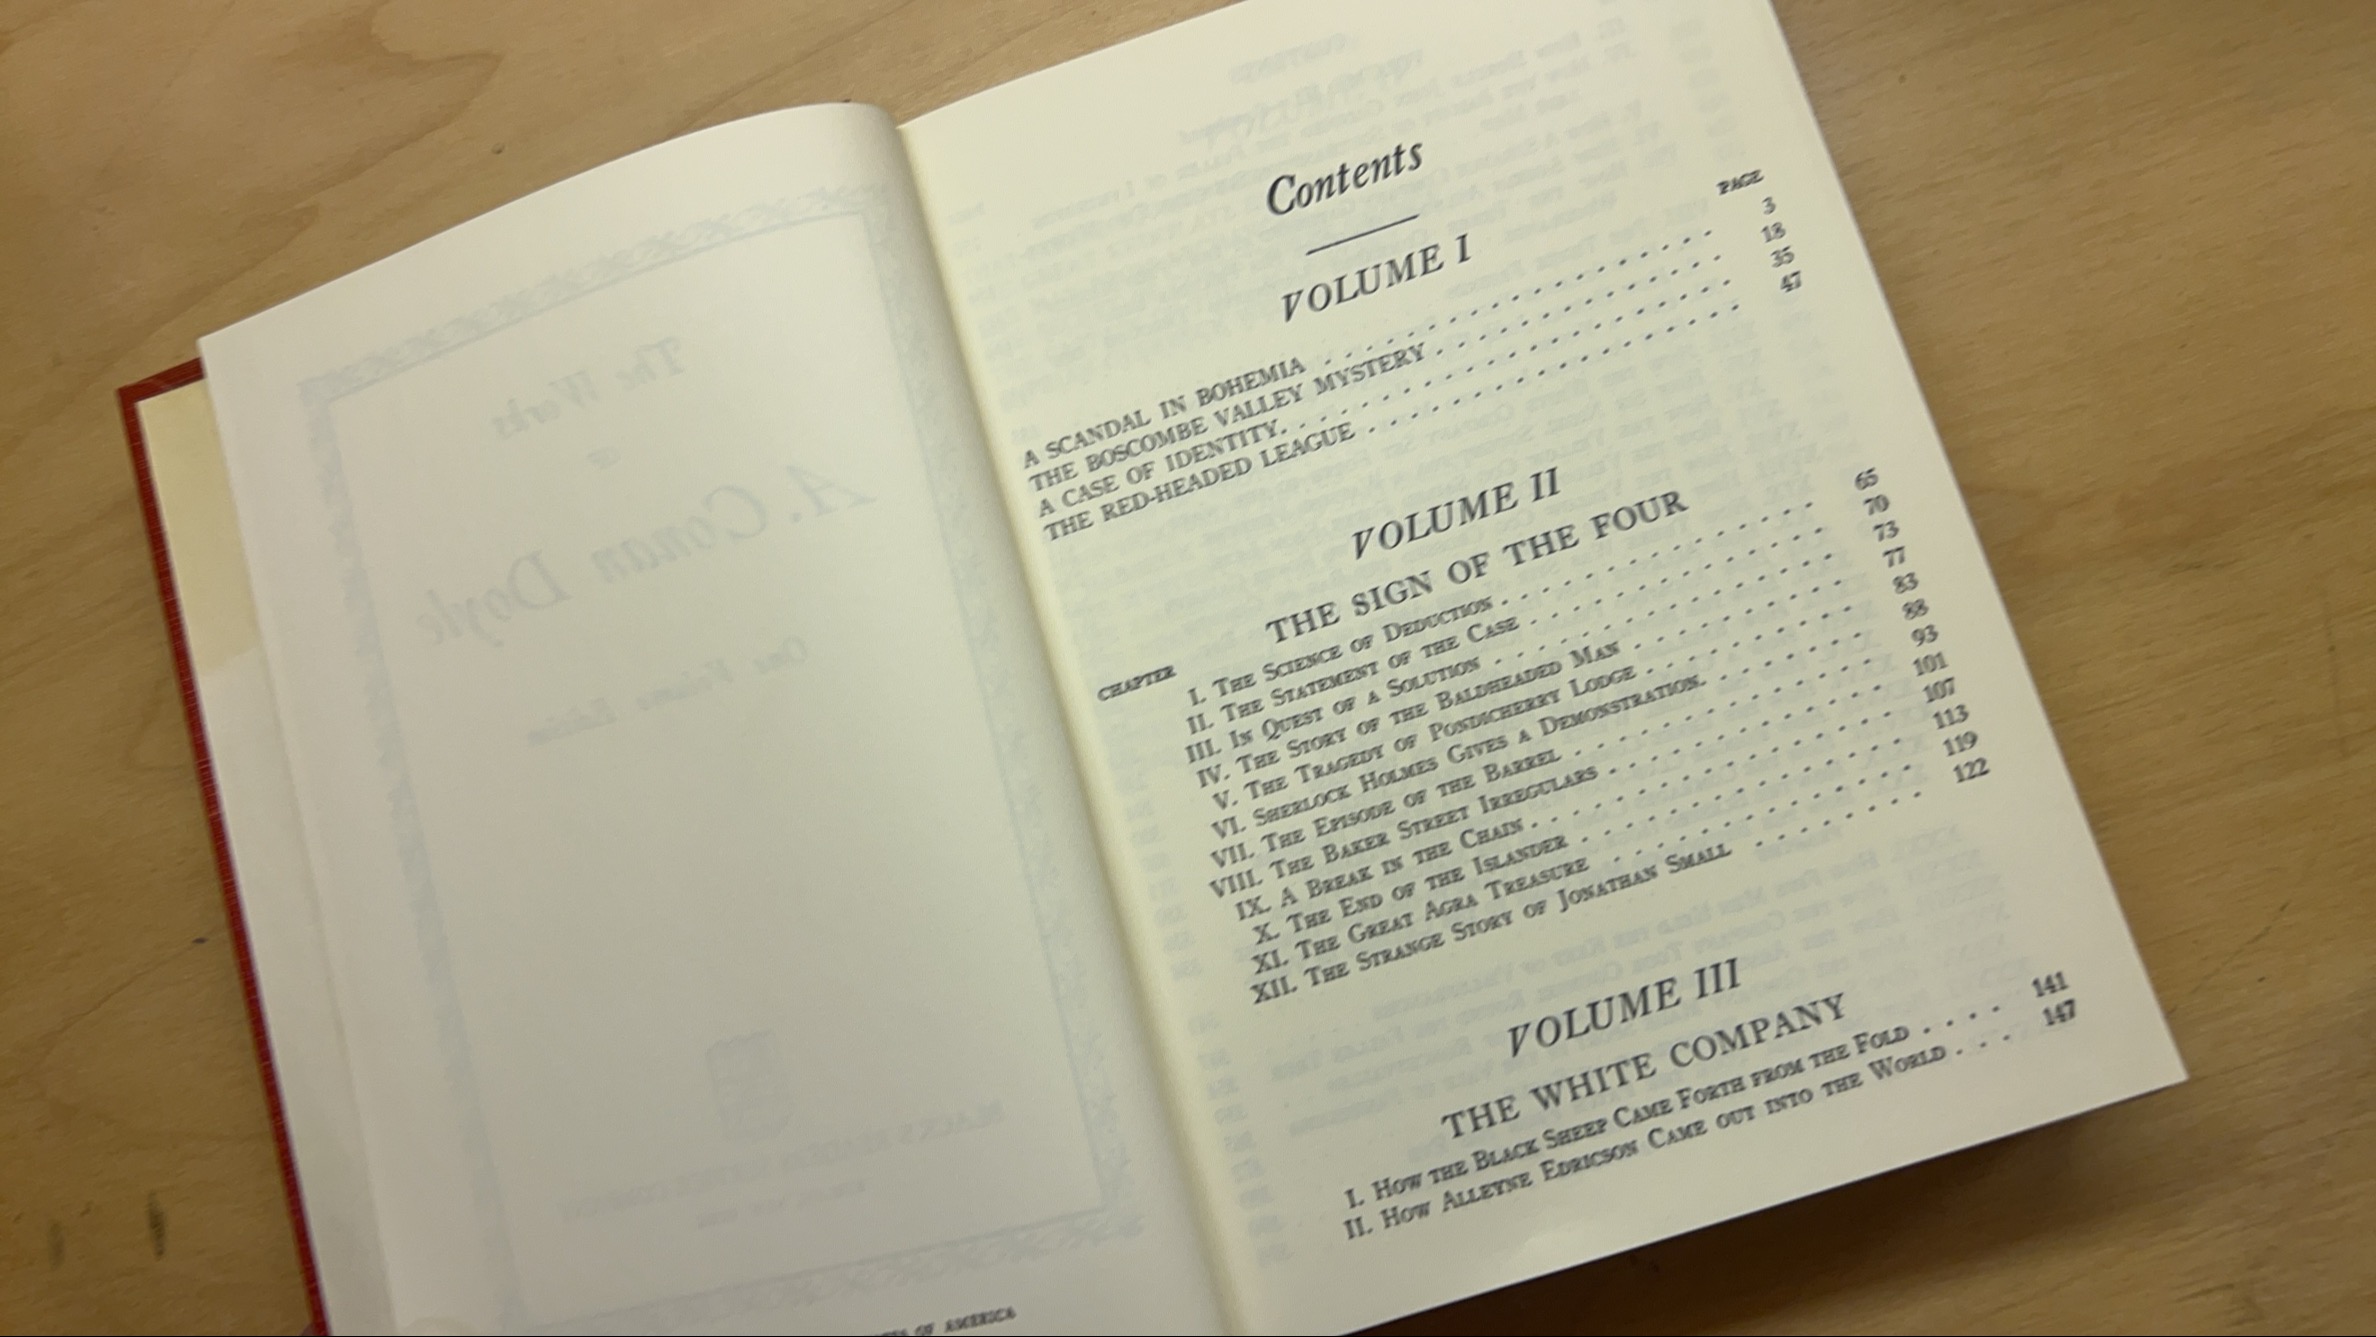 OF AMERICA
Contents
PAGE
VOLUME I
A SCANDAL IN BOHEMIA . . . . . . . . . . . . . . . . 3
THE BOSCOMBE VALLEY MYSTERY . . . . . . . . . . . . 18
A CASE OF IDENTITY. . . . . . . . . . . . . . . . . 35
THE RED-HEADED LEAGUE . . . . . . . . . . . . . . . 47
VOLUME II
THE SIGN OF THE FOUR
CHAPTER
I. THE SCIENCE OF DEDUCTION . . . . . . . . . . . . . 65
II. THE STATEMENT OF THE CASE . . . . . . . . . . . . 70
III. IN QUEST OF A SOLUTION . . . . . . . . . . . . . 73
IV. THE STORY OF THE BALDHEADED MAN . . . . . . . . . 77
V. THE TRAGEDY OF PONDICHERRY LODGE . . . . . . . . . 83
VI. SHERLOCK HOLMES GIVES A DEMONSTRATION. . . . . . . 88
VII. THE EPISODE OF THE BARREL . . . . . . . . . . . . 93
VIII. THE BAKER STREET IRREGULARS . . . . . . . . . . 101
IX. A BREAK IN THE CHAIN . . . . . . . . . . . . . . 107
X. THE END OF THE ISLANDER . . . . . . . . . . . . . 113
XI. THE GREAT AGRA TREASURE . . . . . . . . . . . . 119
XII. THE STRANGE STORY OF JONATHAN SMALL . . . . . . . 122
VOLUME III
THE WHITE COMPANY
I. HOW THE BLACK SHEEP CAME FORTH FROM THE FOLD . . . . 141
II. HOW ALLEYNE EDRICSON CAME OUT INTO THE WORLD . . . 147